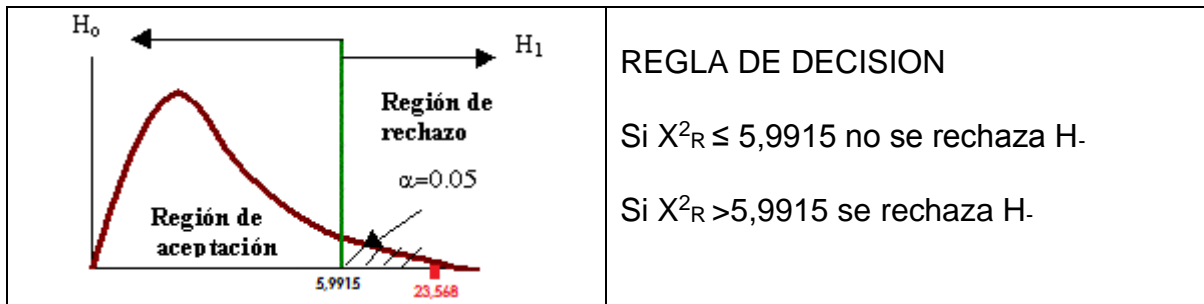 Ho
H1
Región de
rechazo
α=0.05
Región de
aceptación
5,9915
23,568
REGLA DE DECISION
Si X²R ≤ 5,9915 no se rechaza H-
Si X²R >5,9915 se rechaza H-